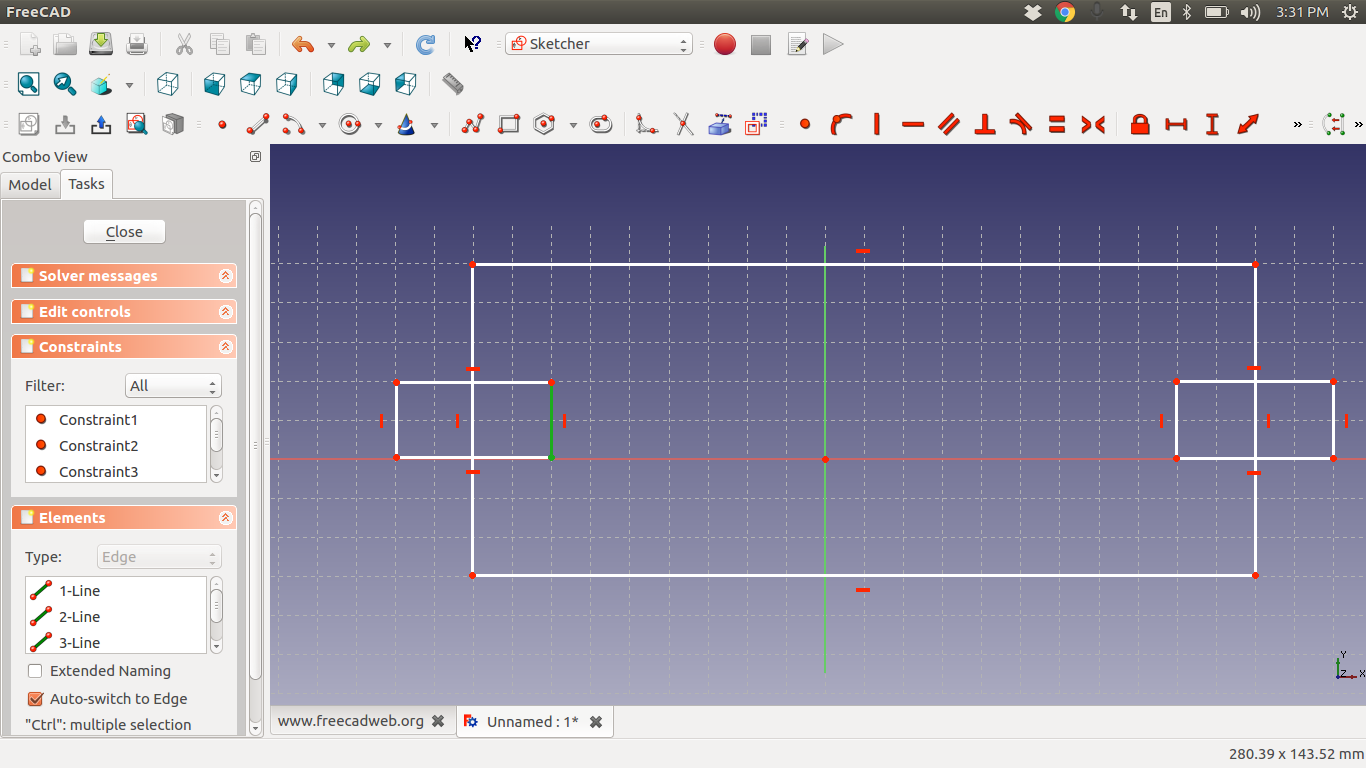 FreeCAD
En
3:31 PM
Sketcher
Combo View
Model
Tasks
Close
Solver messages
Edit controls
Constraints
Filter:
All
Constraint1
Constraint2
Constraint3
Elements
Type:
Edge
1-Line
2-Line
3-Line
Extended Naming
Auto-switch to Edge
"Ctrl": multiple selection
Y
Z
X
www.freecadweb.org
Unnamed : 1*
280.39 x 143.52 mm